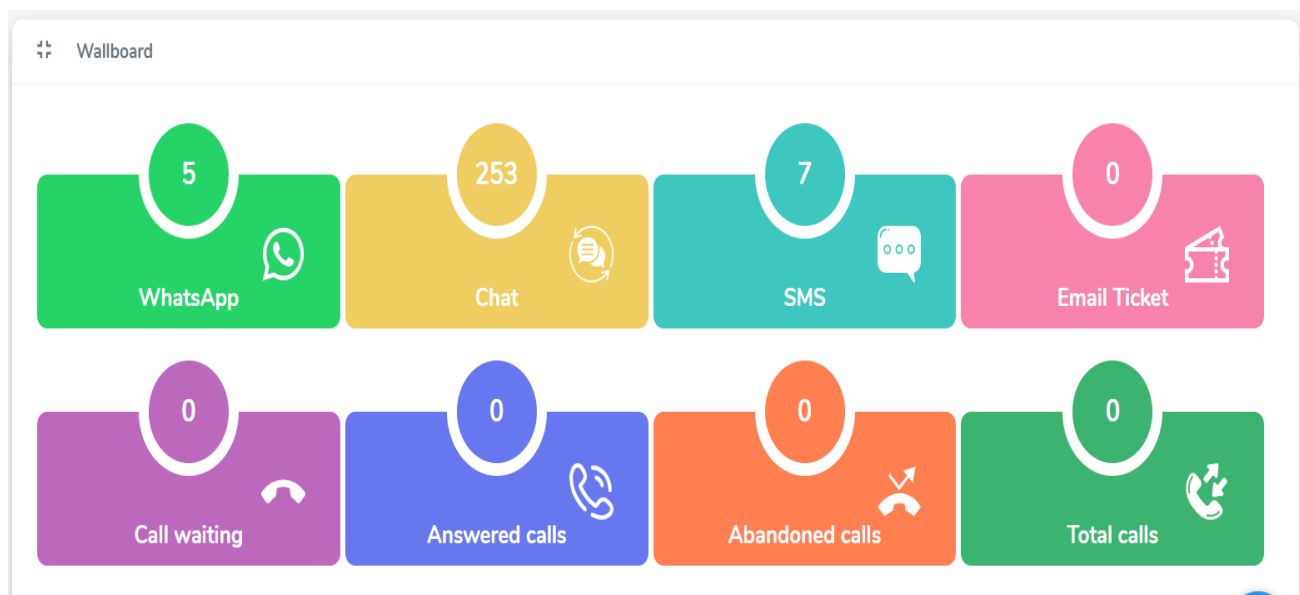 Wallboard
5
253
7
0
WhatsApp
Chat
SMS
Email Ticket
0
0
0
0
Call waiting
Answered calls
Abandoned calls
Total calls